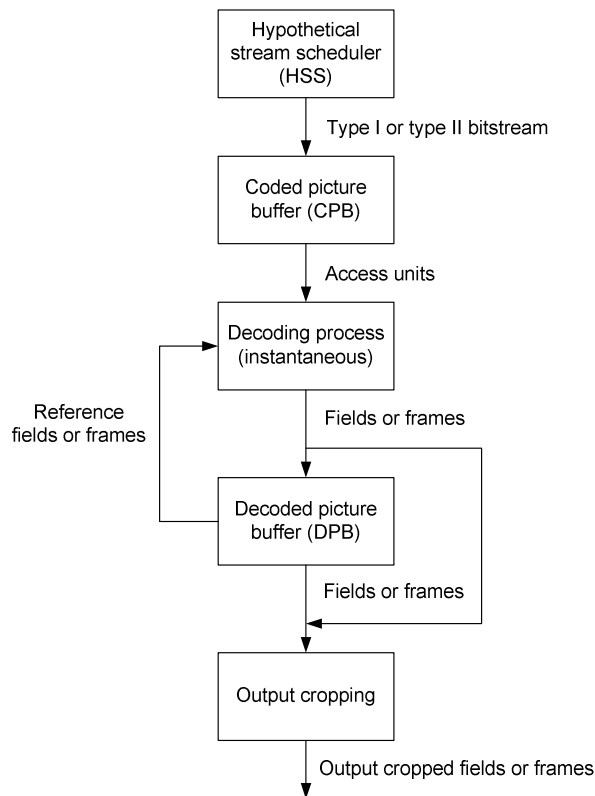 Hypothetical
stream scheduler
(HSS)
Type I or type II bitstream
Coded picture
buffer (CPB)
Access units
Decoding process
(instantaneous)
Reference
fields or frames
Fields or frames
Decoded picture
buffer (DPB)
Fields or frames
Output cropping
Output cropped fields or frames